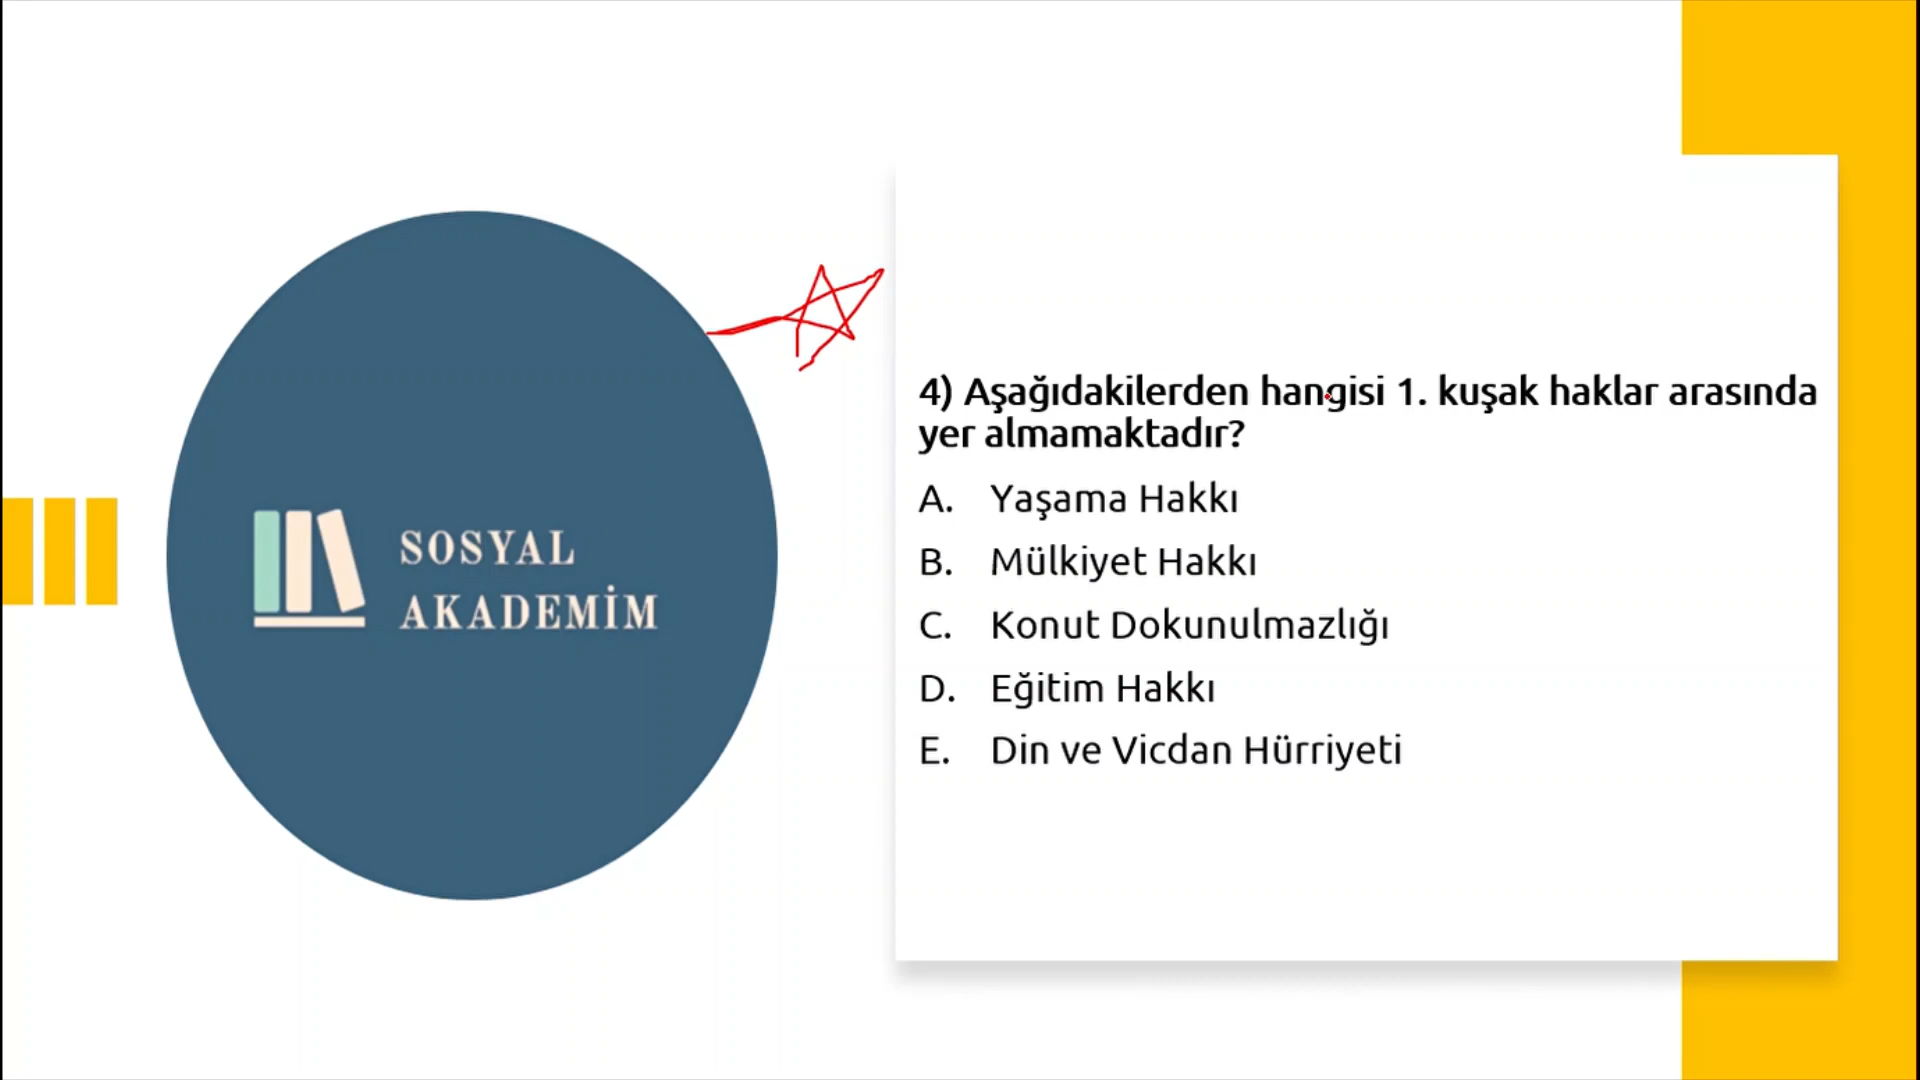 SOSYAL
AKADEMİM
4) Aşağıdakilerden hangisi 1. kuşak haklar arasında
yer almamaktadır?
A. Yaşama Hakkı
B. Mülkiyet Hakkı
C. Konut Dokunulmazlığı
D. Eğitim Hakkı
E. Din ve Vicdan Hürriyeti